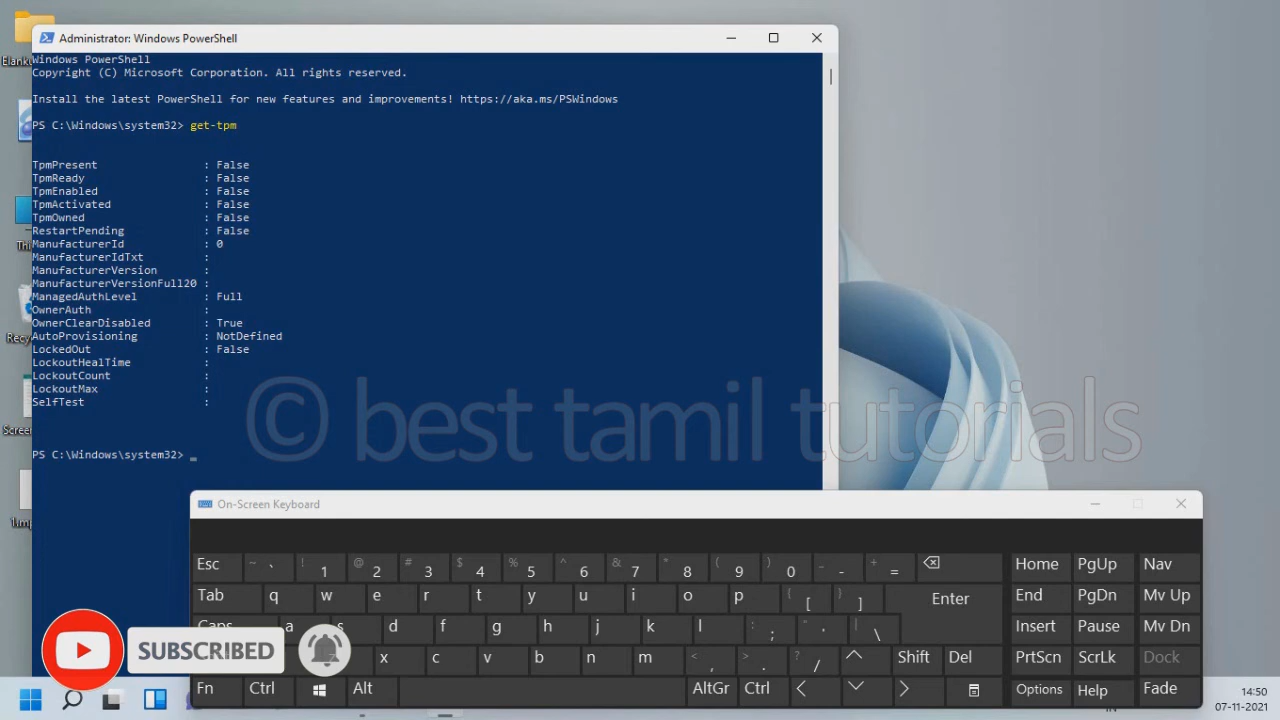 Administrator: Windows PowerShell
Windows PowerShell
Copyright (C) Microsoft Corporation. All rights reserved.
Install the latest PowerShell for new features and improvements! https://aka.ms/PSWindows
PS C:\Windows\system32> get-tpm
TpmPresent : False
TpmReady : False
TpmEnabled : False
TpmActivated : False
TpmOwned : False
RestartPending : False
ManufacturerId : 0
ManufacturerIdTxt :
ManufacturerVersion :
ManufacturerVersionFull20 :
ManagedAuthLevel : Full
OwnerAuth :
OwnerClearDisabled : True
AutoProvisioning : NotDefined
LockedOut : False
LockoutHealTime :
LockoutCount :
LockoutMax :
SelfTest :
PS C:\Windows\system32> _
© best tamil tutorials
On-Screen Keyboard
Esc ~ ` ! 1 @ 2 # 3 $ 4 % 5 ^ 6 & 7 * 8 ( 9 ) 0 _ - + = Home PgUp Nav
Tab q w e r t y u i o p { [ } ] Enter End PgDn Mv Up
Caps a s d f g h j k l : ; " ' | \ Insert Pause Mv Dn
x c v b n m < , > . ? / Shift Del PrtScn ScrLk Dock
Fn Ctrl Alt AltGr Ctrl Options Help Fade
SUBSCRIBED
14:50
07-11-2021